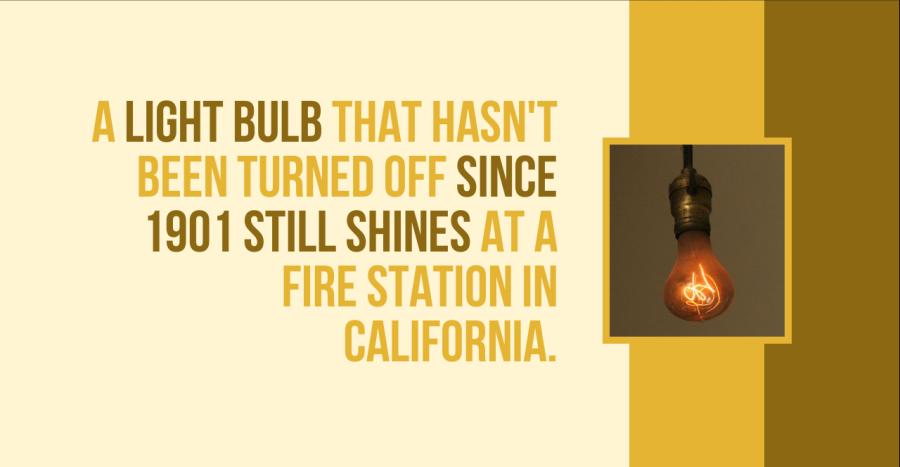 A LIGHT BULB THAT HASN'T
BEEN TURNED OFF SINCE
1901 STILL SHINES AT A
FIRE STATION IN
CALIFORNIA.